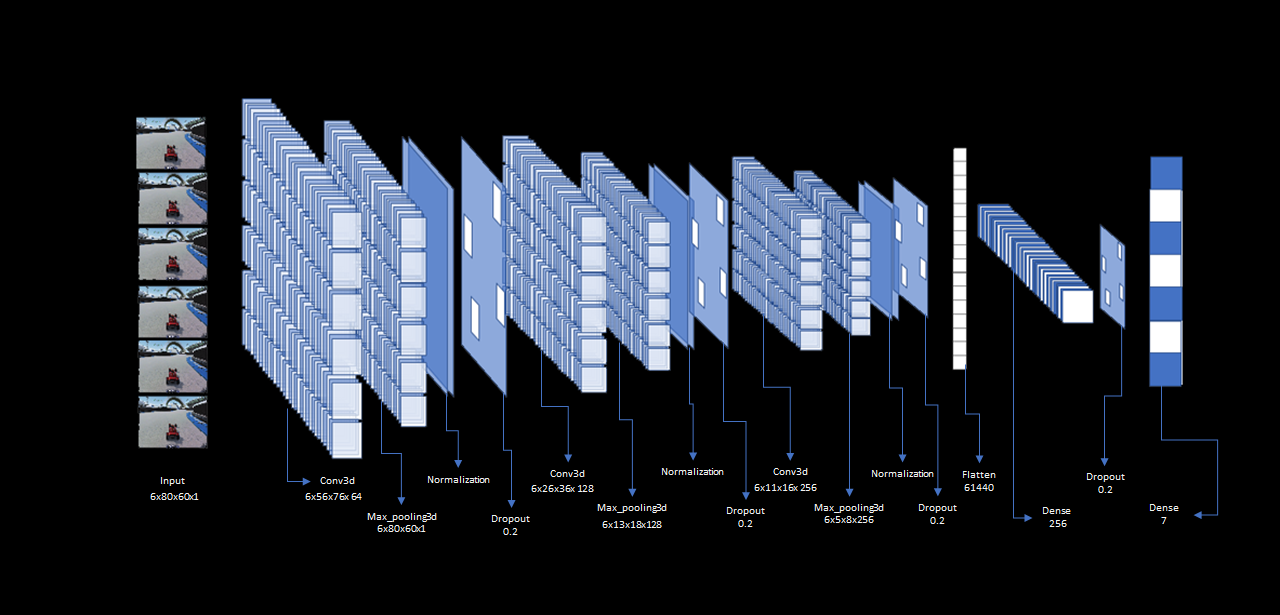 Input
6x80x60x1
Conv3d
6x56x76x 64
Max_pooling3d
6x80x60x1
Normalization
Dropout
0.2
Conv3d
6x26x36x 128
Max_pooling3d
6x13x18x128
Normalization
Dropout
0.2
Conv3d
6x11x16x 256
Max_pooling3d
6x5x8x256
Normalization
Dropout
0.2
Flatten
61440
Dense
256
Dropout
0.2
Dense
7